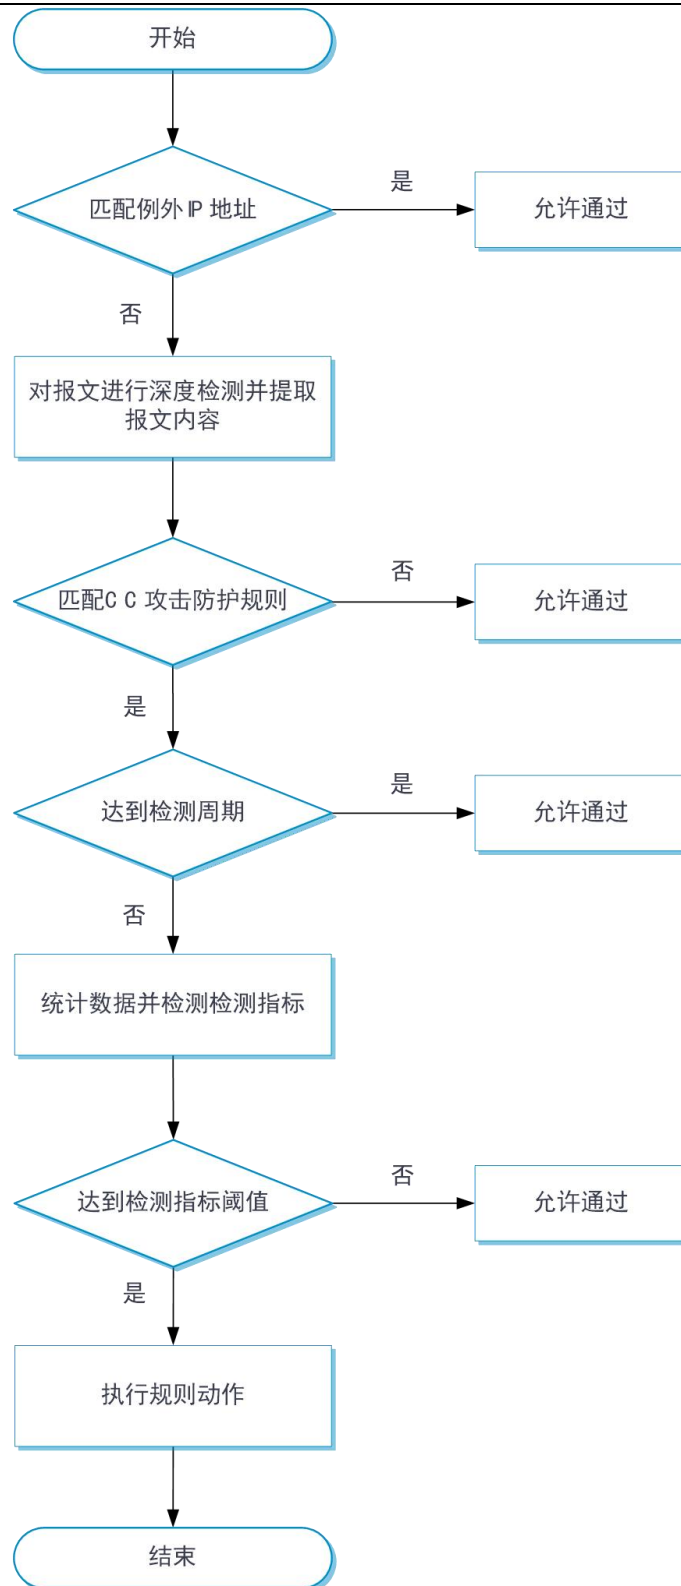 开始
匹配例外IP 地址
是
允许通过
否
对报文进行深度检测并提取
报文内容
匹配C C 攻击防护规则
否
允许通过
是
达到检测周期
是
允许通过
否
统计数据并检测检测指标
达到检测指标阈值
否
允许通过
是
执行规则动作
结束